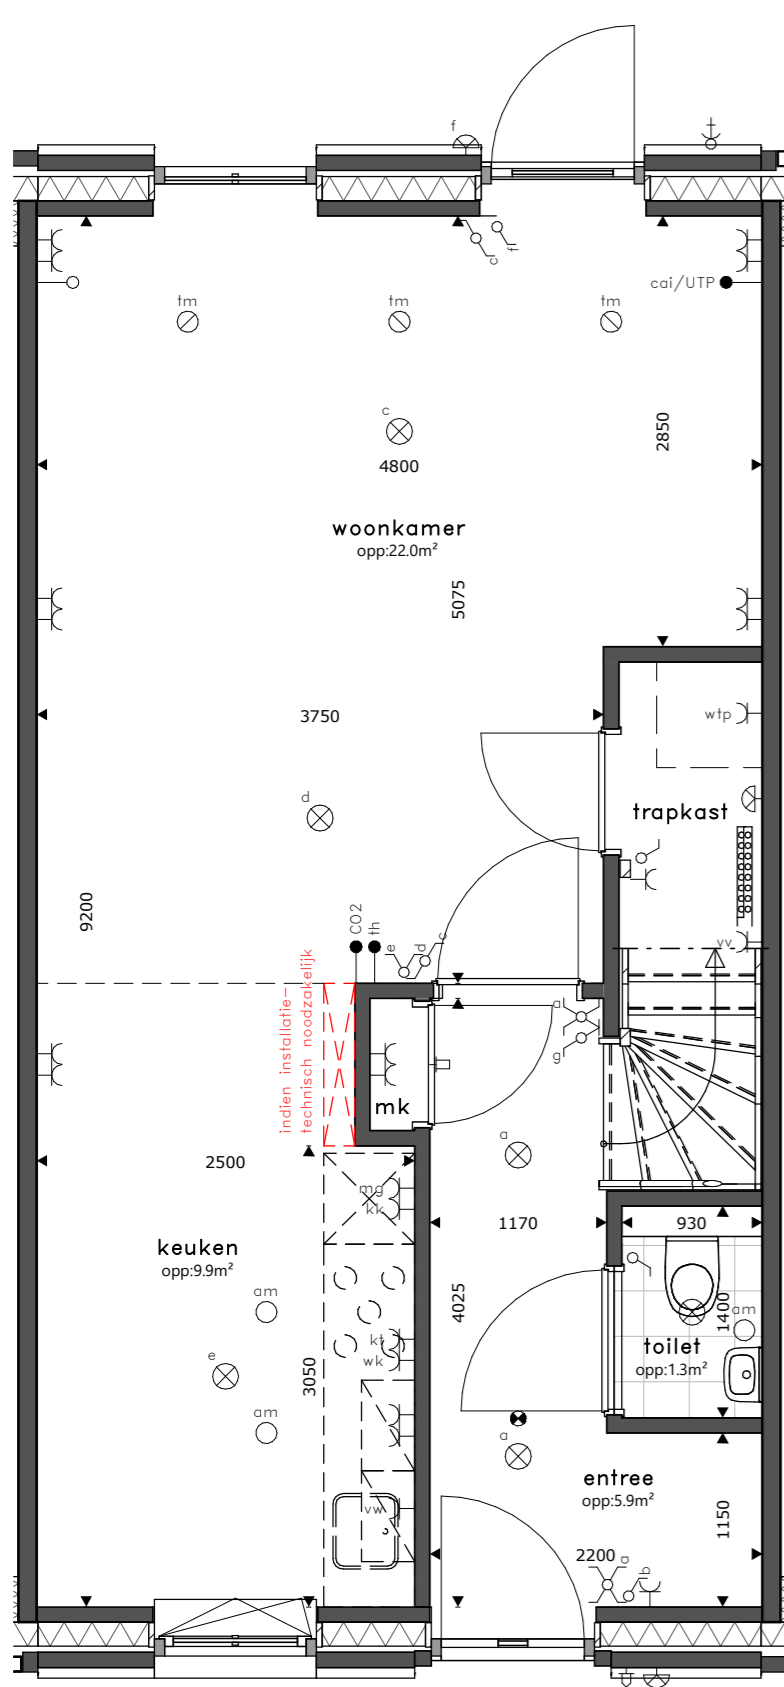 f
c
f
cai/UTP
tm
tm
tm
c
4800
2850
woonkamer
opp:22.0m²
5075
3750
wtp
d
trapkast
9200
CO2
th
e
d
c
vv
indien installatie-
technisch noodzakelijk
a
g
mk
a
2500
mg
kk
1170
930
keuken
opp:9.9m²
am
4025
1400
am
kt
wk
toilet
opp:1.3m²
e
3050
am
a
entree
opp:5.9m²
vw
1150
2200
a
b